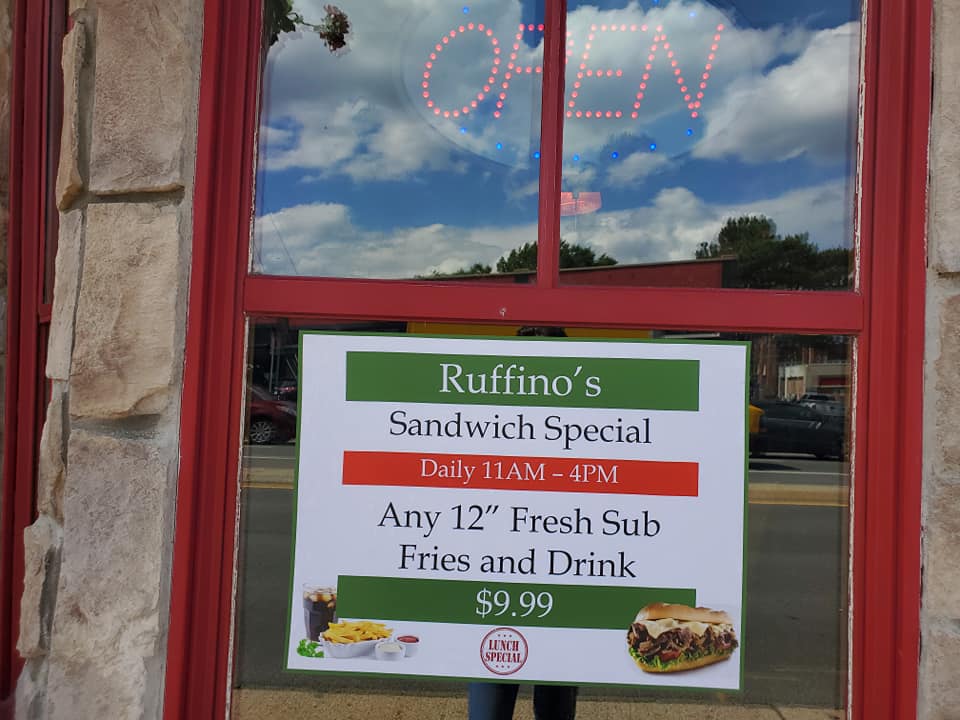 OPEN
Ruffino's
Sandwich Special
Daily 11AM – 4PM
Any 12” Fresh Sub
Fries and Drink
$9.99
LUNCH
SPECIAL